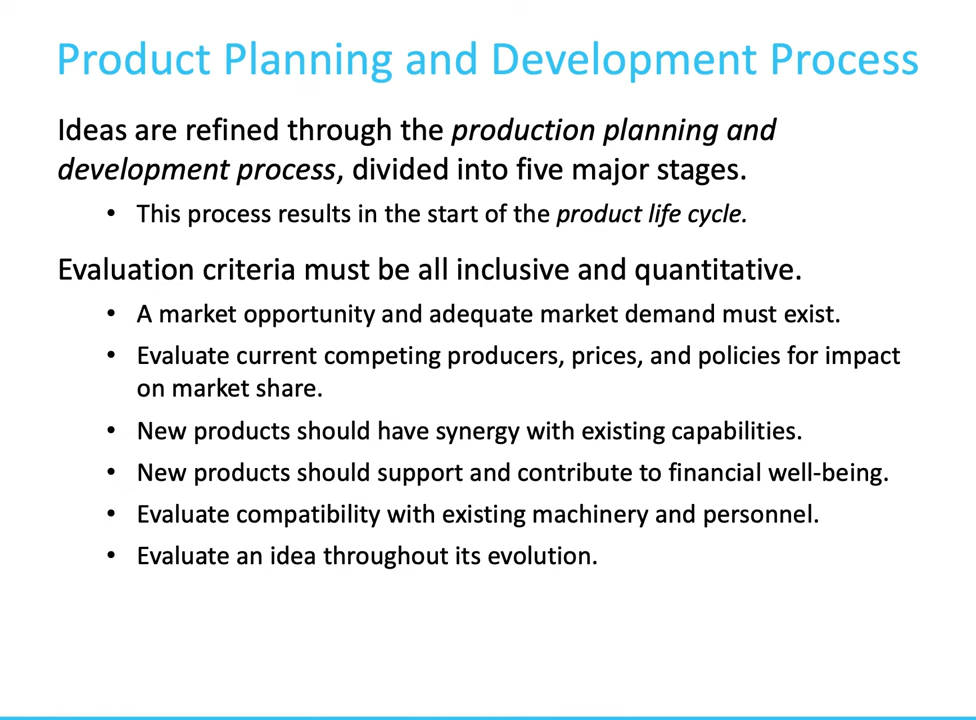 Product Planning and Development Process
Ideas are refined through the production planning and
development process, divided into five major stages.
• This process results in the start of the product life cycle.
Evaluation criteria must be all inclusive and quantitative.
• A market opportunity and adequate market demand must exist.
• Evaluate current competing producers, prices, and policies for impact
on market share.
• New products should have synergy with existing capabilities.
• New products should support and contribute to financial well-being.
• Evaluate compatibility with existing machinery and personnel.
• Evaluate an idea throughout its evolution.